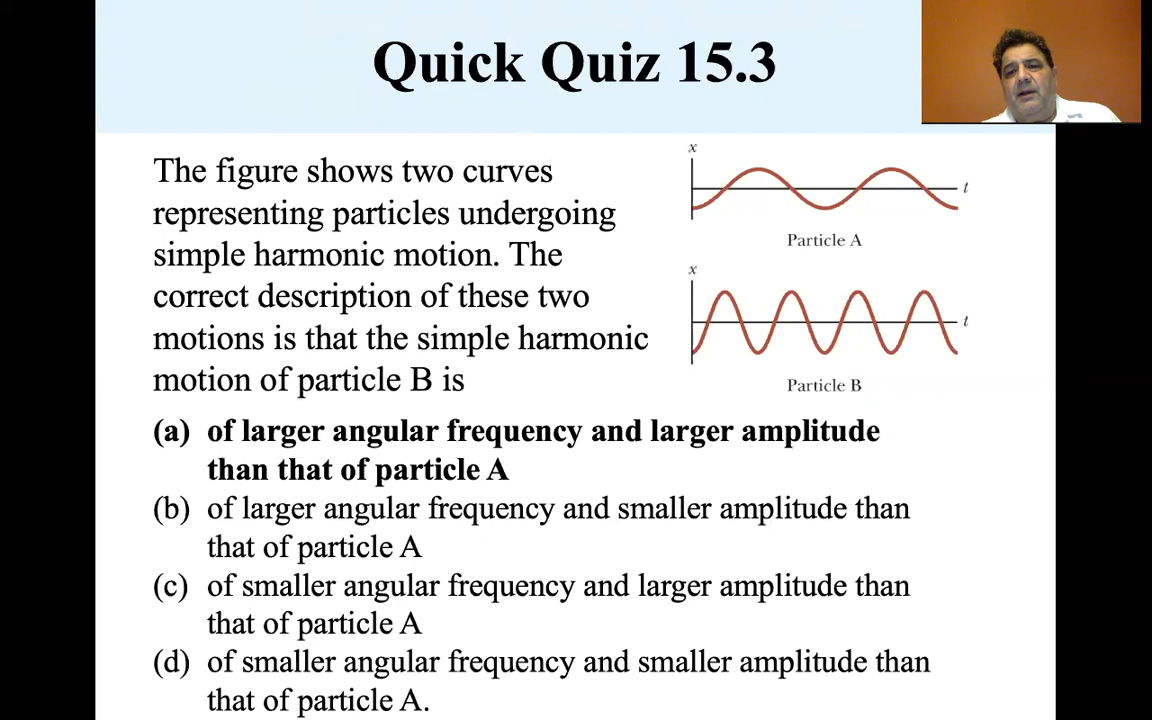 Quick Quiz 15.3
The figure shows two curves
representing particles undergoing
simple harmonic motion. The
correct description of these two
motions is that the simple harmonic
motion of particle B is
x
t
Particle A
x
t
Particle B
(a) of larger angular frequency and larger amplitude
than that of particle A
(b) of larger angular frequency and smaller amplitude than
that of particle A
(c) of smaller angular frequency and larger amplitude than
that of particle A
(d) of smaller angular frequency and smaller amplitude than
that of particle A.